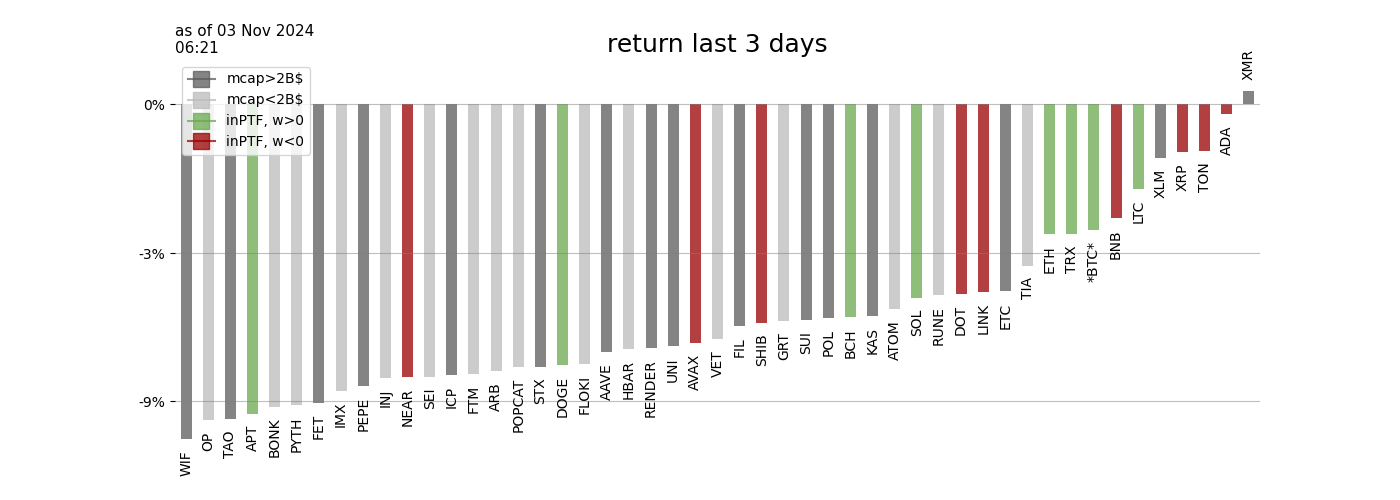 as of 03 Nov 2024
06:21
return last 3 days
mcap>2B$
mcap<2B$
inPTF, w>0
inPTF, w<0
0%
-3%
-9%
WIF
OP
TAO
APT
BONK
PYTH
FET
IMX
PEPE
INJ
NEAR
SEI
ICP
FTM
ARB
POPCAT
STX
DOGE
FLOKI
AAVE
HBAR
RENDER
UNI
AVAX
VET
FIL
SHIB
GRT
SUI
POL
BCH
KAS
ATOM
SOL
RUNE
DOT
LINK
ETC
TIA
ETH
TRX
*BTC*
BNB
LTC
XLM
XRP
TON
ADA
XMR